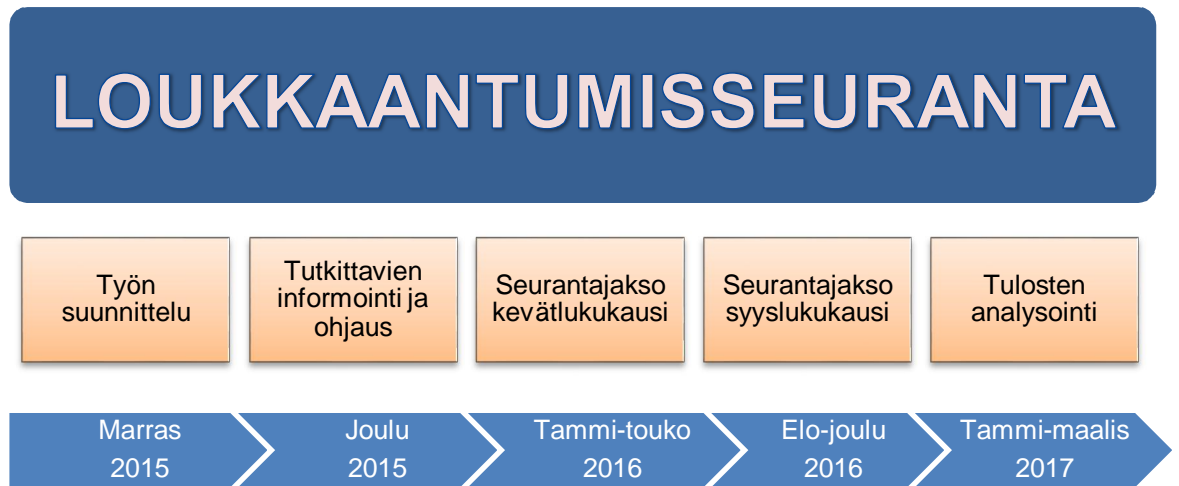 LOUKKAANTUMISSEURANTA
Työn
suunnittelu
Tutkittavien
informointi ja
ohjaus
Seurantajakso
kevätlukukausi
Seurantajakso
syyslukukausi
Tulosten
analysointi
Marras
2015
Joulu
2015
Tammi-touko
2016
Elo-joulu
2016
Tammi-maalis
2017